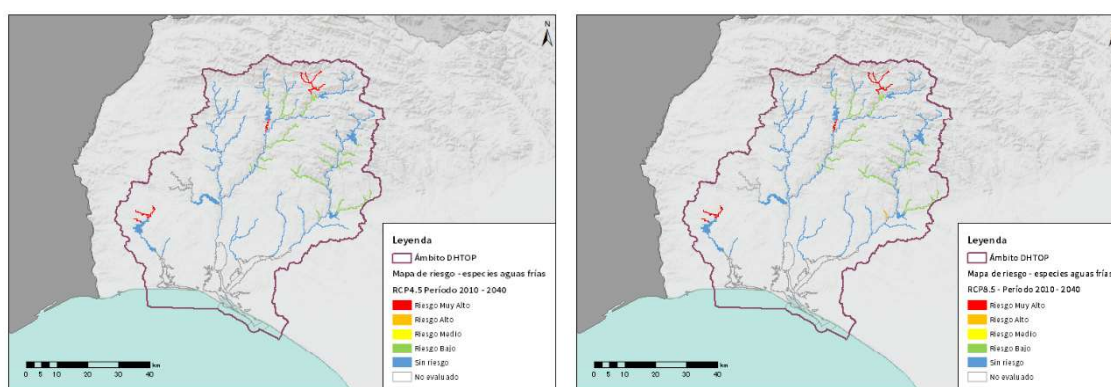 N
Leyenda
Ámbito DHTOP
Mapa de riesgo - especies aguas frías
RCP4.5 Período 2010 - 2040
Riesgo Muy Alto
Riesgo Alto
Riesgo Medio
Riesgo Bajo
Sin riesgo
No evaluado
0 5 10 20 30 40
km
Leyenda
Ámbito DHTOP
Mapa de riesgo - especies aguas frías
RCP8.5 - Período 2010 - 2040
Riesgo Muy Alto
Riesgo Alto
Riesgo Medio
Riesgo Bajo
Sin riesgo
No evaluado
0 5 10 20 30 40
km